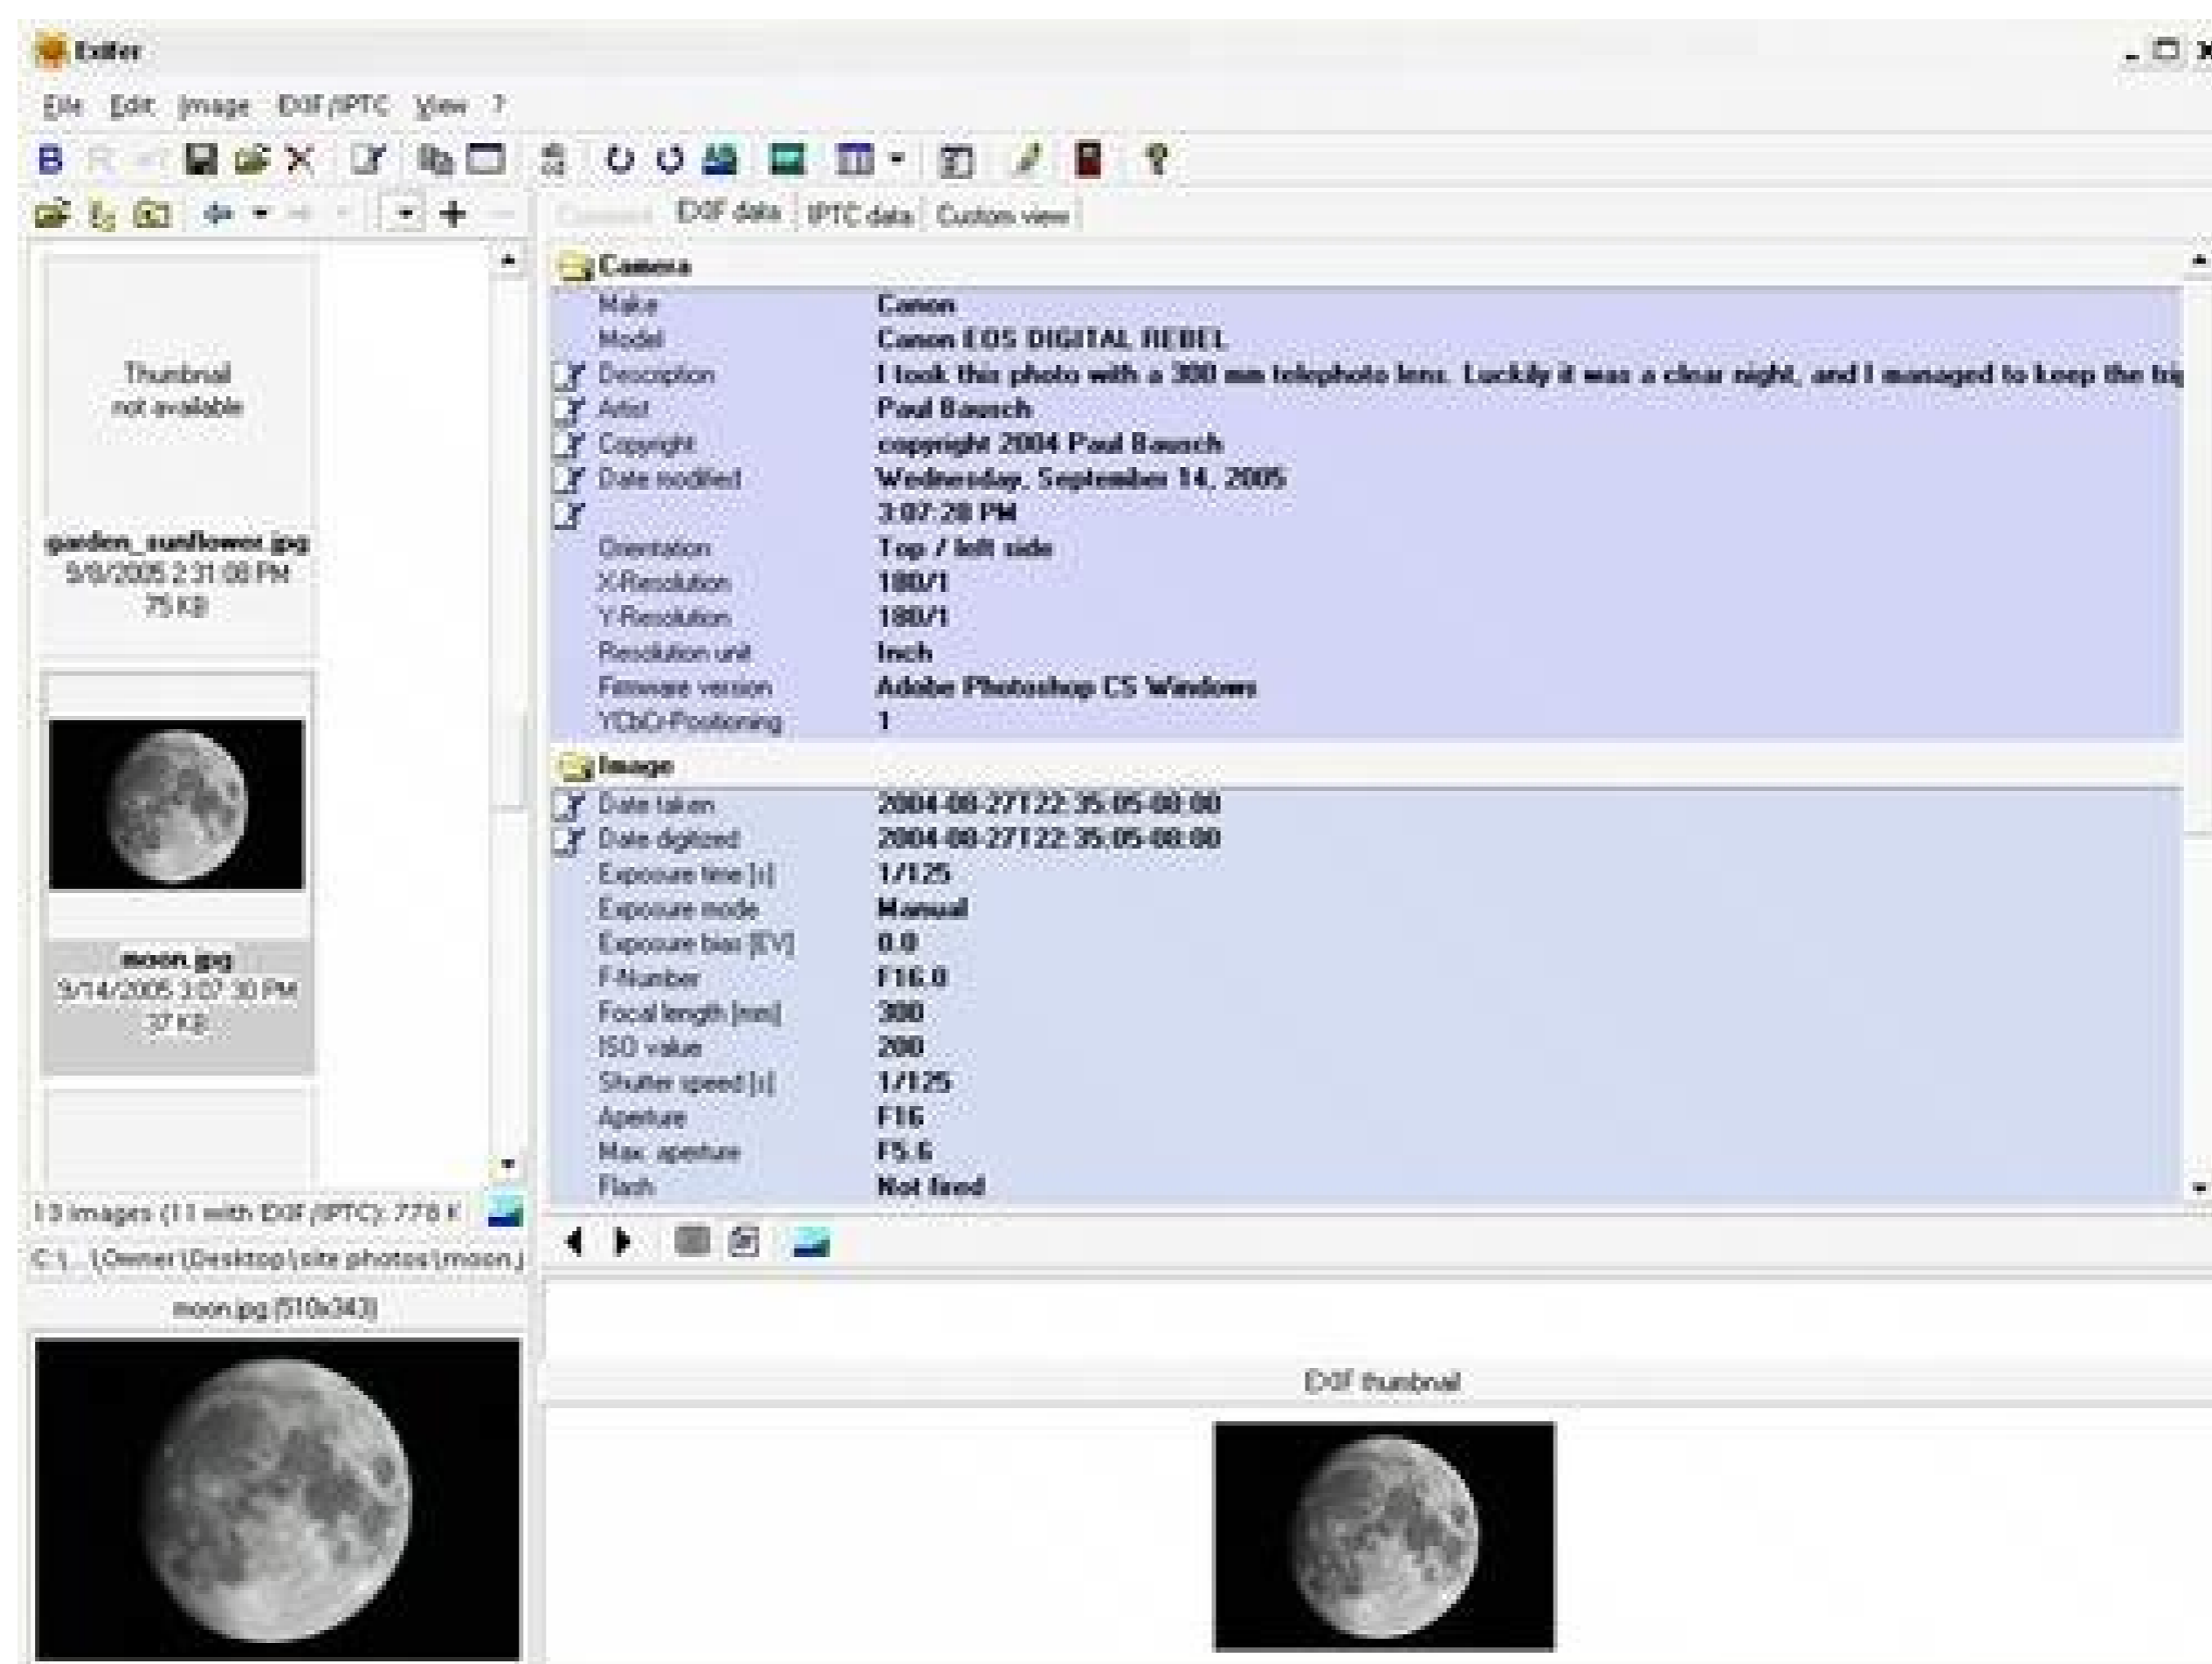 Exifer
File Edit Image EXIF/IPTC View ?
B R
EXIF data IPTC data Custom view
Thumbnail
not available
garden_sunflower.jpg
9/9/2005 2:31:08 PM
75 KB
moon.jpg
9/14/2005 3:07:30 PM
37 KB
13 images (11 with EXIF/IPTC): 778 K
C:\...\Owner\Desktop\site photos\moon.j
moon.jpg (510x343)
Camera
Make Canon
Model Canon EOS DIGITAL REBEL
Description I took this photo with a 300 mm telephoto lens. Luckily it was a clear night, and I managed to keep the trip
Artist Paul Bausch
Copyright copyright 2004 Paul Bausch
Date modified Wednesday, September 14, 2005
3:07:28 PM
Orientation Top / left side
X-Resolution 180/1
Y-Resolution 180/1
Resolution unit Inch
Firmware version Adobe Photoshop CS Windows
YCbCr-Positioning 1
Image
Date taken 2004-08-27T22:35:05-08:00
Date digitized 2004-08-27T22:35:05-08:00
Exposure time [s] 1/125
Exposure mode Manual
Exposure bias [EV] 0.0
F-Number F16.0
Focal length [mm] 300
ISO value 200
Shutter speed [s] 1/125
Aperture F16
Max. aperture F5.6
Flash Not fired
EXIF thumbnail